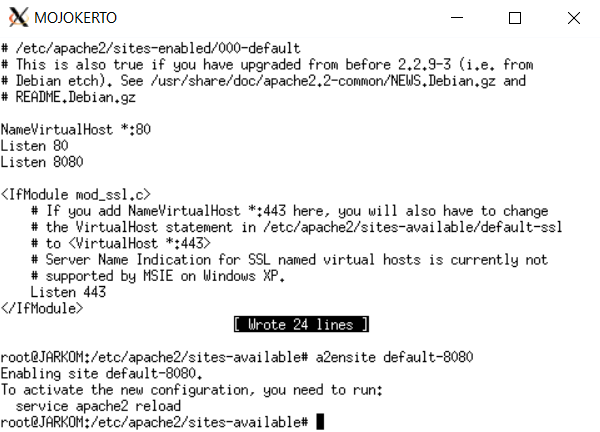 MOJOKERTO
# /etc/apache2/sites-enabled/000-default
# This is also true if you have upgraded from before 2.2.9-3 (i.e. from
# Debian etch). See /usr/share/doc/apache2.2-common/NEWS.Debian.gz and
# README.Debian.gz
NameVirtualHost *:80
Listen 80
Listen 8080
<IfModule mod_ssl.c>
    # If you add NameVirtualHost *:443 here, you will also have to change
    # the VirtualHost statement in /etc/apache2/sites-available/default-ssl
    # to <VirtualHost *:443>
    # Server Name Indication for SSL named virtual hosts is currently not
    # supported by MSIE on Windows XP.
    Listen 443
</IfModule>
[ Wrote 24 lines ]
root@JARKOM:/etc/apache2/sites-available# a2ensite default-8080
Enabling site default-8080.
To activate the new configuration, you need to run:
  service apache2 reload
root@JARKOM:/etc/apache2/sites-available#